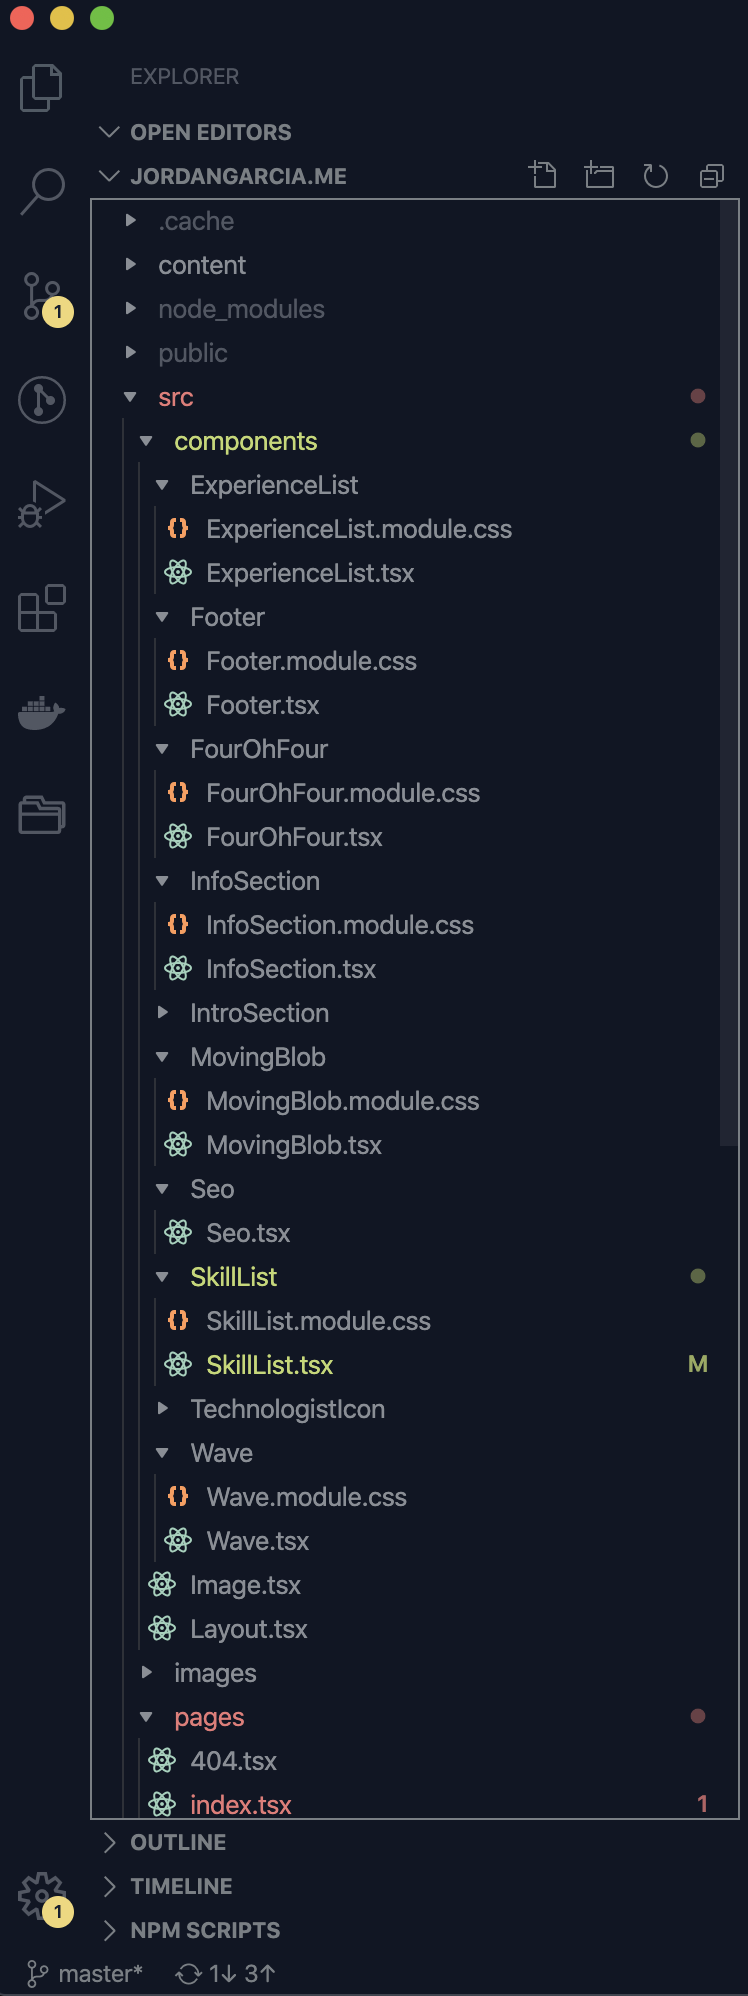 EXPLORER
OPEN EDITORS
JORDANGARCIA.ME
.cache
content
1
node_modules
public
src
components
ExperienceList
{} ExperienceList.module.css
ExperienceList.tsx
Footer
{} Footer.module.css
Footer.tsx
FourOhFour
{} FourOhFour.module.css
FourOhFour.tsx
InfoSection
{} InfoSection.module.css
InfoSection.tsx
IntroSection
MovingBlob
{} MovingBlob.module.css
MovingBlob.tsx
Seo
Seo.tsx
SkillList
{} SkillList.module.css
SkillList.tsx M
TechnologistIcon
Wave
{} Wave.module.css
Wave.tsx
Image.tsx
Layout.tsx
images
pages
404.tsx
index.tsx 1
OUTLINE
TIMELINE
1
NPM SCRIPTS
master* 1↓ 3↑